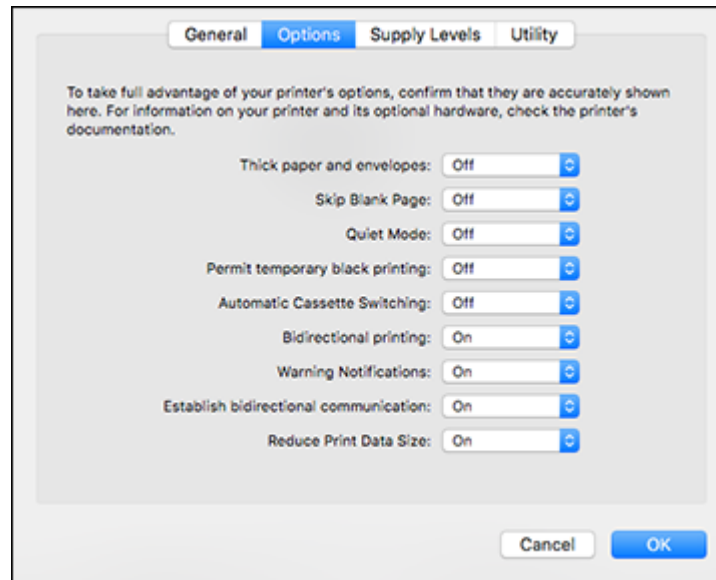 General Options Supply Levels Utility
To take full advantage of your printer's options, confirm that they are accurately shown
here. For information on your printer and its optional hardware, check the printer's
documentation.
Thick paper and envelopes: Off
Skip Blank Page: Off
Quiet Mode: Off
Permit temporary black printing: Off
Automatic Cassette Switching: Off
Bidirectional printing: On
Warning Notifications: On
Establish bidirectional communication: On
Reduce Print Data Size: On
Cancel OK